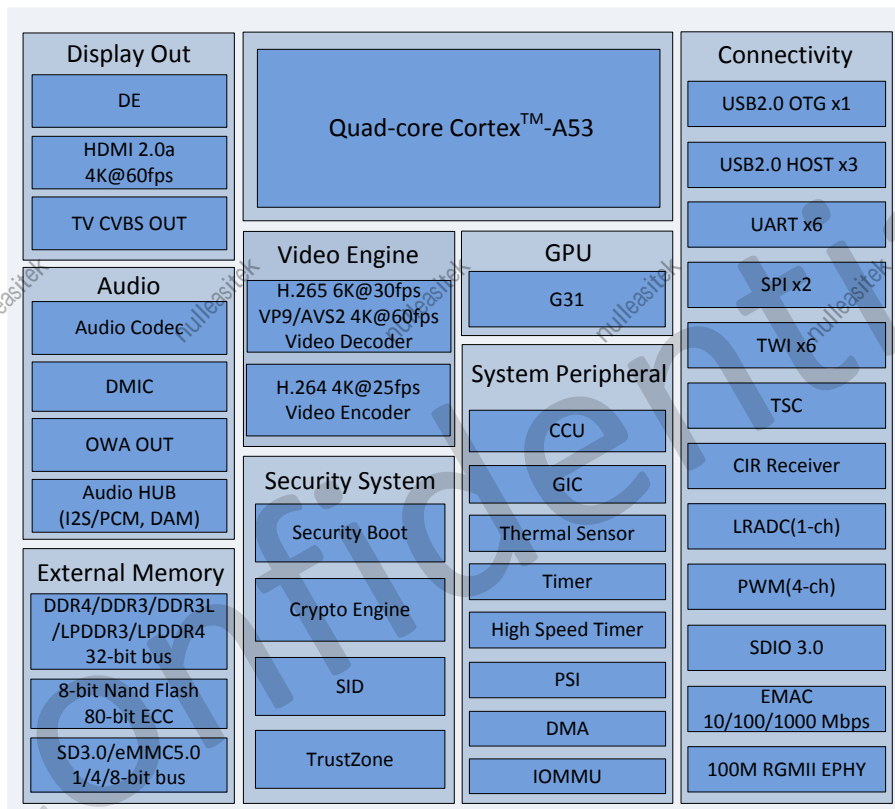 Display Out
DE
HDMI 2.0a
4K@60fps
TV CVBS OUT
Audio
Audio Codec
DMIC
OWA OUT
Audio HUB
(I2S/PCM, DAM)
External Memory
DDR4/DDR3/DDR3L
/LPDDR3/LPDDR4
32-bit bus
8-bit Nand Flash
80-bit ECC
SD3.0/eMMC5.0
1/4/8-bit bus
Quad-core Cortex™-A53
Video Engine
H.265 6K@30fps
VP9/AVS2 4K@60fps
Video Decoder
H.264 4K@25fps
Video Encoder
Security System
Security Boot
Crypto Engine
SID
TrustZone
GPU
G31
System Peripheral
CCU
GIC
Thermal Sensor
Timer
High Speed Timer
PSI
DMA
IOMMU
Connectivity
USB2.0 OTG x1
USB2.0 HOST x3
UART x6
SPI x2
TWI x6
TSC
CIR Receiver
LRADC(1-ch)
PWM(4-ch)
SDIO 3.0
EMAC
10/100/1000 Mbps
100M RGMII EPHY
easitek
nulleasitek
nulleasitek
nulleasitek
nulleasitek
onfidentia